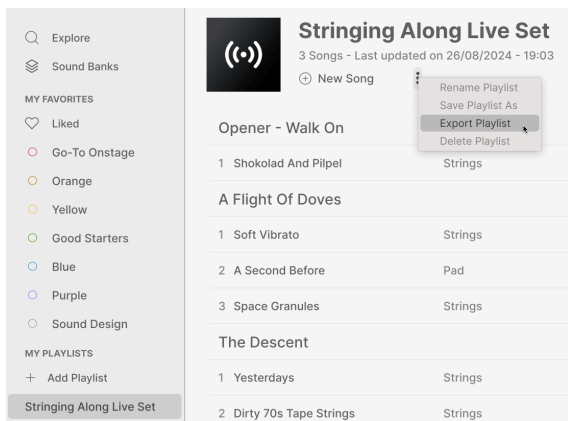 Explore
Sound Banks
MY FAVORITES
Liked
Go-To Onstage
Orange
Yellow
Good Starters
Blue
Purple
Sound Design
MY PLAYLISTS
Add Playlist
Stringing Along Live Set
Stringing Along Live Set
3 Songs - Last updated on 26/08/2024 - 19:03
New Song
Rename Playlist
Save Playlist As
Export Playlist
Delete Playlist
Opener - Walk On
1 Shokolad And Pilpel Strings
A Flight Of Doves
1 Soft Vibrato Strings
2 A Second Before Pad
3 Space Granules Strings
The Descent
1 Yesterdays Strings
2 Dirty 70s Tape Strings Strings